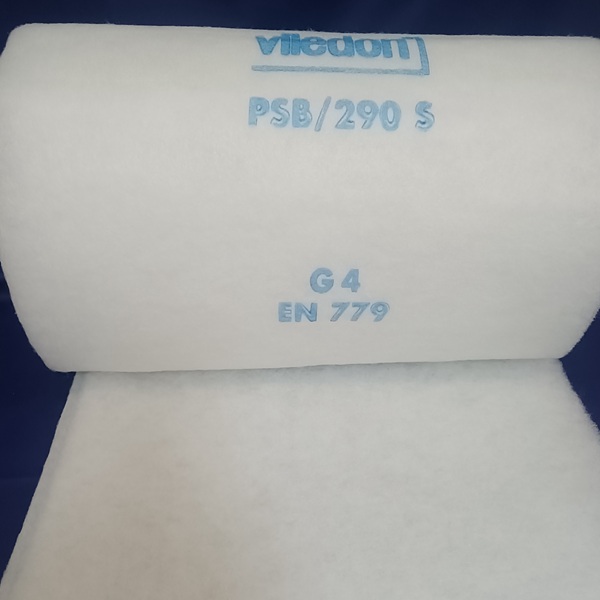 viledon
PSB/290 S
G 4
EN 779